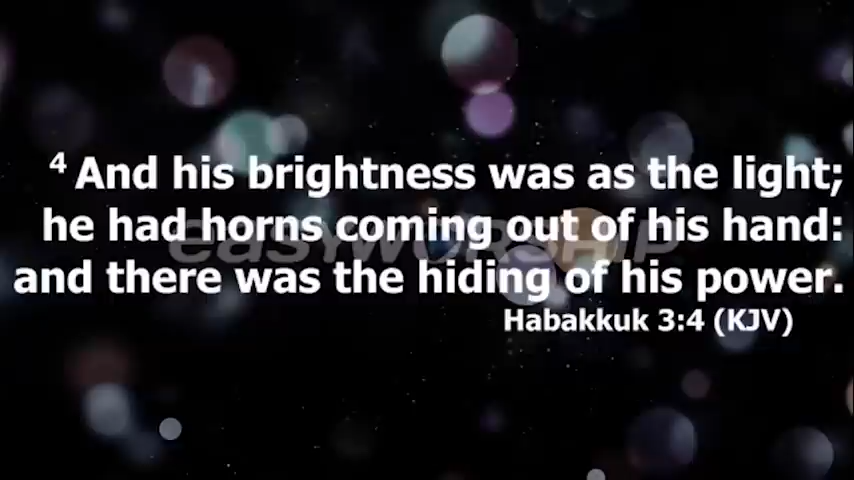 4 And his brightness was as the light;
he had horns coming out of his hand:
easyworship
and there was the hiding of his power.
Habakkuk 3:4 (KJV)